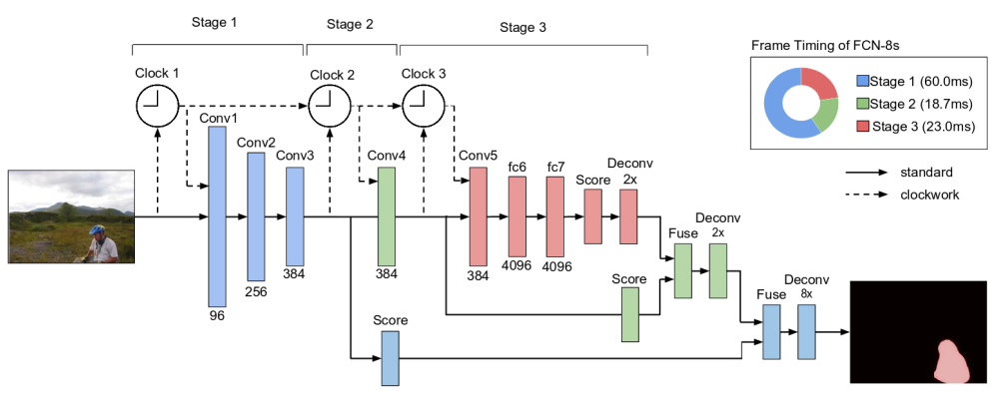 Stage 1
Stage 2
Stage 3
Frame Timing of FCN-8s
Stage 1 (60.0ms)
Stage 2 (18.7ms)
Stage 3 (23.0ms)
standard
clockwork
Clock 1
Clock 2
Clock 3
Conv1
96
Conv2
256
Conv3
384
Conv4
384
Conv5
384
fc6
4096
fc7
4096
Score
Deconv
2x
Fuse
Deconv
2x
Score
Score
Fuse
Deconv
8x